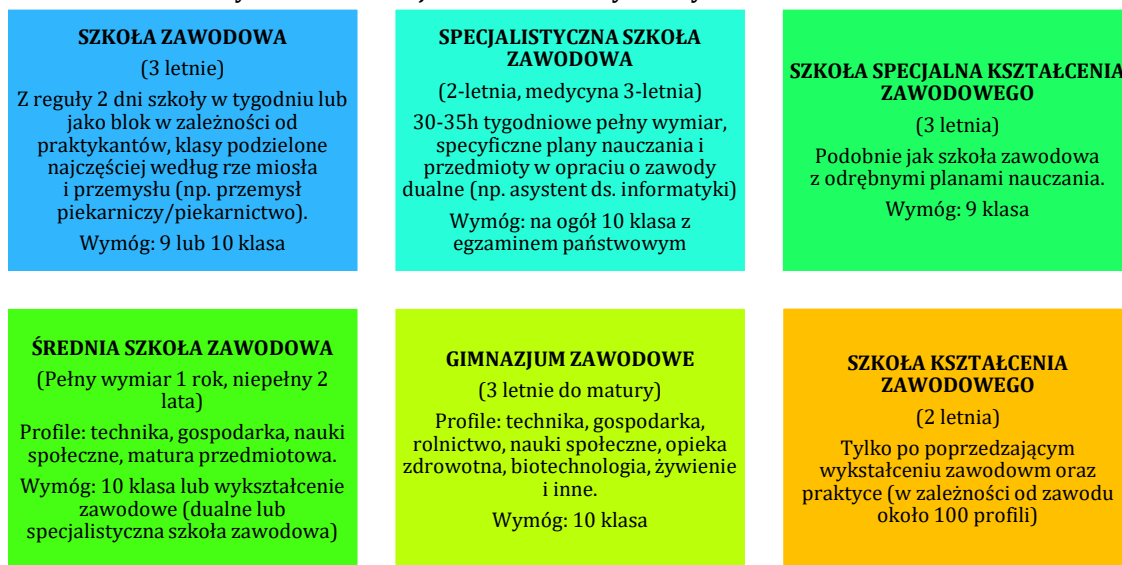 SZKOŁA ZAWODOWA
(3 letnie)
Z reguły 2 dni szkoły w tygodniu lub
jako blok w zależności od
praktykantów, klasy podzielone
najczęściej według rze miosła
i przemysłu (np. przemysł
piekarniczy/piekarnictwo).
Wymóg: 9 lub 10 klasa
SPECJALISTYCZNA SZKOŁA
ZAWODOWA
(2-letnia, medycyna 3-letnia)
30-35h tygodniowe pełny wymiar,
specyficzne plany nauczania i
przedmioty w opraciu o zawody
dualne (np. asystent ds. informatyki)
Wymóg: na ogół 10 klasa z
egzaminem państwowym
SZKOŁA SPECJALNA KSZTAŁCENIA
ZAWODOWEGO
(3 letnia)
Podobnie jak szkoła zawodowa
z odrębnymi planami nauczania.
Wymóg: 9 klasa
ŚREDNIA SZKOŁA ZAWODOWA
(Pełny wymiar 1 rok, niepełny 2
lata)
Profile: technika, gospodarka, nauki
społeczne, matura przedmiotowa.
Wymóg: 10 klasa lub wykształcenie
zawodowe (dualne lub
specjalistyczna szkoła zawodowa)
GIMNAZJUM ZAWODOWE
(3 letnie do matury)
Profile: technika, gospodarka,
rolnictwo, nauki społeczne, opieka
zdrowotna, biotechnologia, żywienie
i inne.
Wymóg: 10 klasa
SZKOŁA KSZTAŁCENIA
ZAWODOWEGO
(2 letnia)
Tylko po poprzedzającym
wykstałceniu zawodowm oraz
praktyce (w zależności od zawodu
około 100 profili)